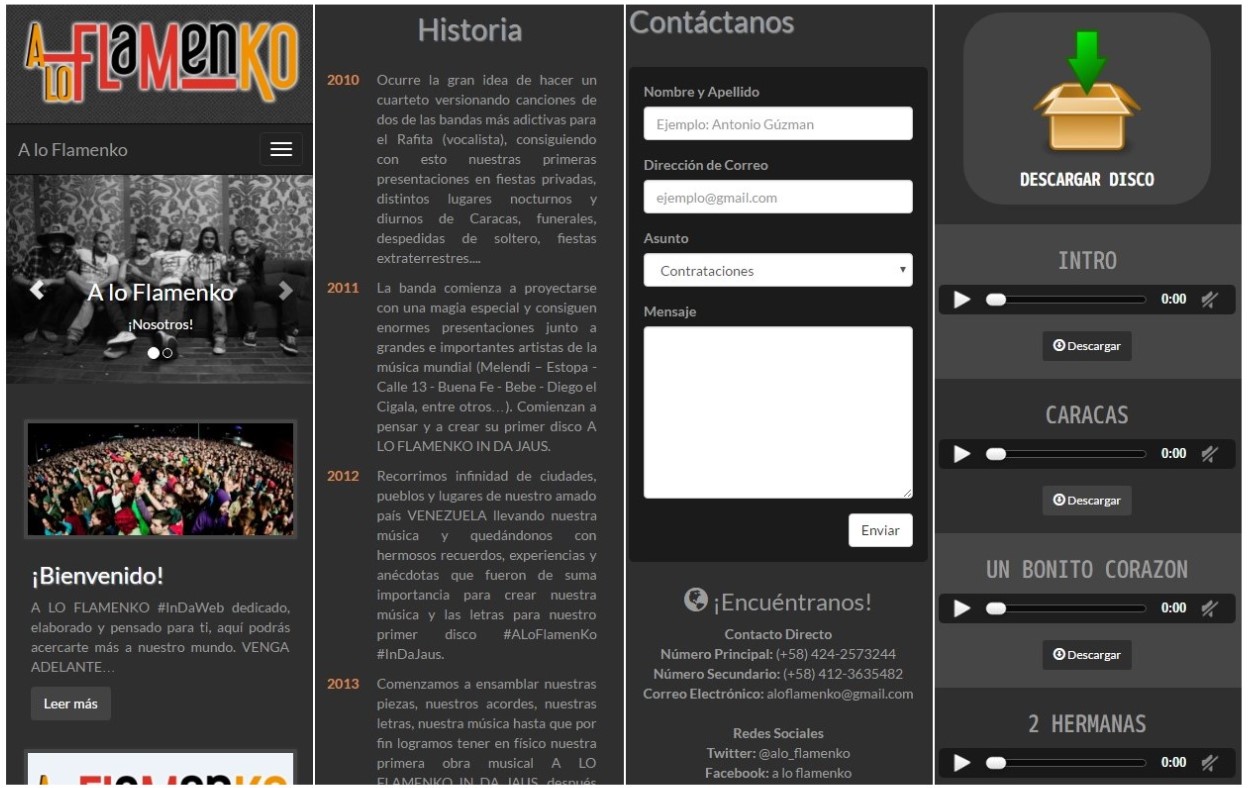 A LO FLAMENKO
A lo Flamenko
A lo Flamenko
¡Nosotros!
¡Bienvenido!
A LO FLAMENKO #InDaWeb dedicado,
elaborado y pensado para ti, aquí podrás
acercarte más a nuestro mundo. VENGA
ADELANTE...
Leer más
A LO FLAMENKO
Historia
2010 Ocurre la gran idea de hacer un
cuarteto versionando canciones de
dos de las bandas más adictivas para
el Rafita (vocalista), consiguiendo
con esto nuestras primeras
presentaciones en fiestas privadas,
distintos lugares nocturnos y
diurnos de Caracas, funerales,
despedidas de soltero, fiestas
extraterrestres....
2011 La banda comienza a proyectarse
con una magia especial y consiguen
enormes presentaciones junto a
grandes e importantes artistas de la
música mundial (Melendi – Estopa -
Calle 13 - Buena Fe - Bebe - Diego el
Cigala, entre otros…). Comienzan a
pensar y a crear su primer disco A
LO FLAMENKO IN DA JAUS.
2012 Recorrimos infinidad de ciudades,
pueblos y lugares de nuestro amado
país VENEZUELA llevando nuestra
música y quedándonos con
hermosos recuerdos, experiencias y
anécdotas que fueron de suma
importancia para crear nuestra
música y las letras para nuestro
primer disco #ALoFlamenKo
#InDaJaus.
2013 Comenzamos a ensamblar nuestras
piezas, nuestros acordes, nuestras
letras, nuestra música hasta que por
fin logramos tener en físico nuestra
primera obra musical A LO
FLAMENKO IN DA JAUS, después
Contáctanos
Nombre y Apellido
Ejemplo: Antonio Gúzman
Dirección de Correo
ejemplo@gmail.com
Asunto
Contrataciones
Mensaje
Enviar
¡Encuéntranos!
Contacto Directo
Número Principal: (+58) 424-2573244
Número Secundario: (+58) 412-3635482
Correo Electrónico: aloflamenko@gmail.com
Redes Sociales
Twitter: @alo_flamenko
Facebook: a lo flamenko
DESCARGAR DISCO
INTRO
0:00
Descargar
CARACAS
0:00
Descargar
UN BONITO CORAZON
0:00
Descargar
2 HERMANAS
0:00